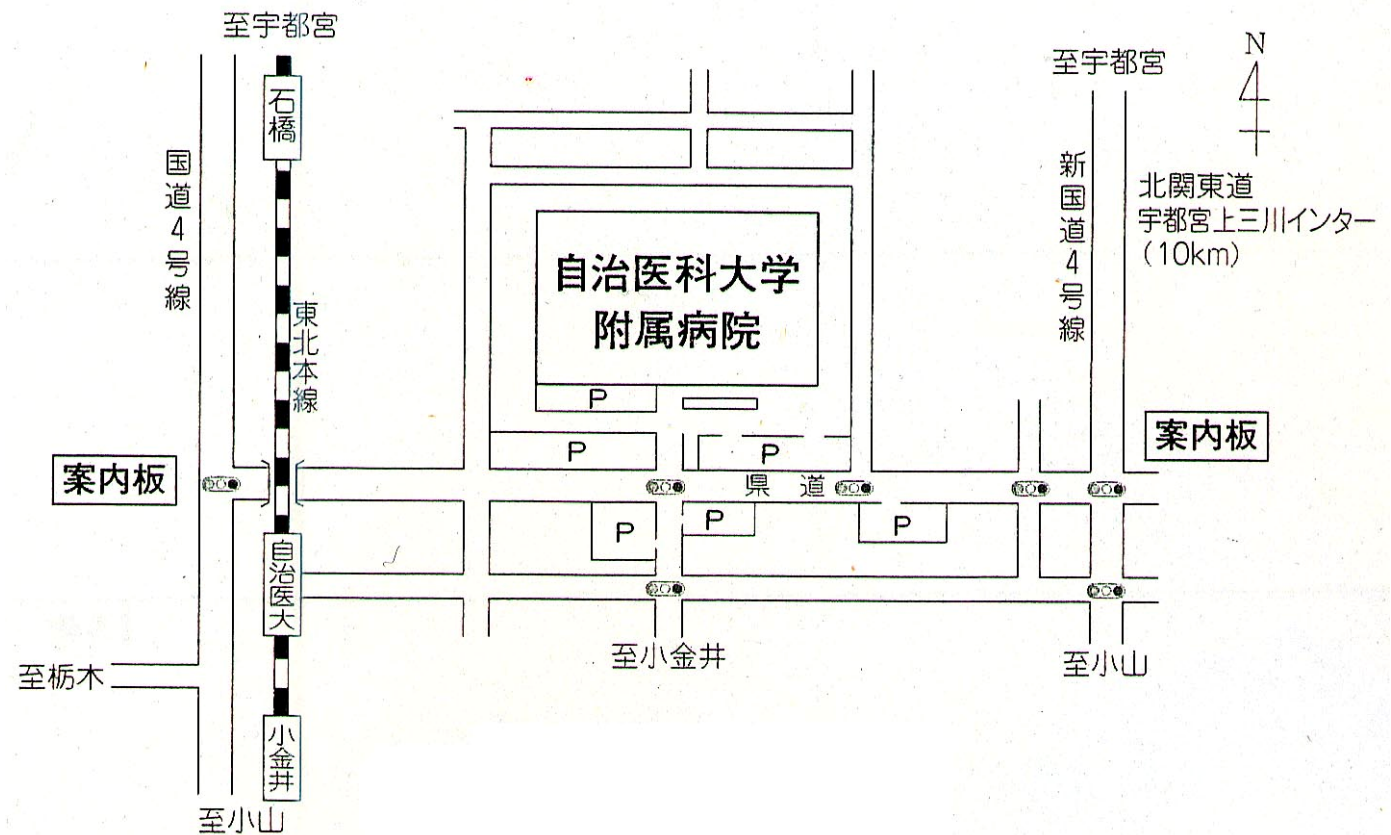 至宇都宮
石橋
国道4号線
東北本線
案内板
自治医大
至栃木
小金井
至小山
自治医科大学
附属病院
P
P
P
県道
P
P
P
至小金井
至宇都宮
N
新国道4号線
北関東道
宇都宮上三川インター
(10km)
案内板
至小山